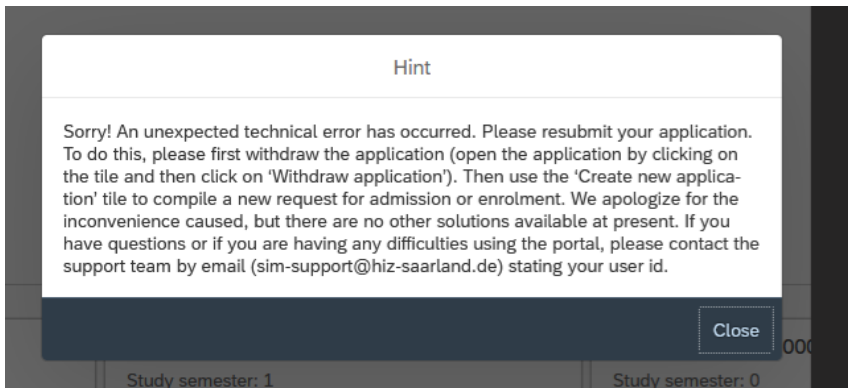 Hint
Sorry! An unexpected technical error has occurred. Please resubmit your application.
To do this, please first withdraw the application (open the application by clicking on
the tile and then click on ‘Withdraw application’). Then use the ‘Create new applica-
tion’ tile to compile a new request for admission or enrolment. We apologize for the
inconvenience caused, but there are no other solutions available at present. If you
have questions or if you are having any difficulties using the portal, please contact the
support team by email (sim-support@hiz-saarland.de) stating your user id.
Close
Study semester: 1
Study semester: 0